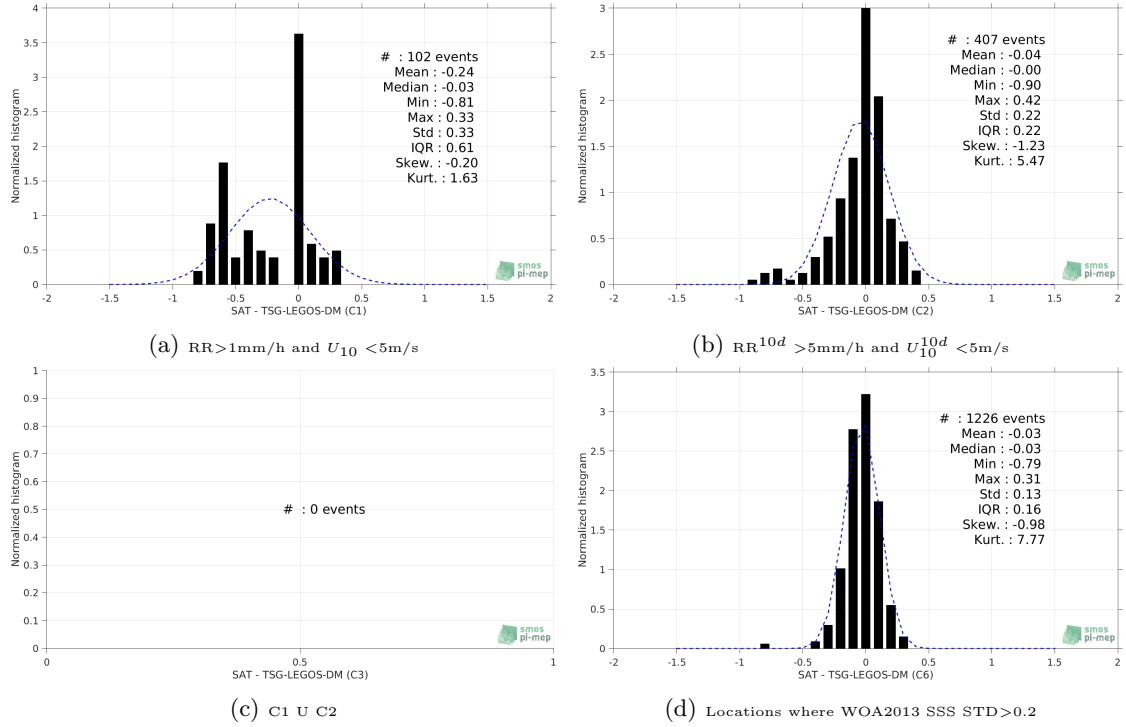 4
3.5
3
2.5
2
1.5
1
0.5
0
-2
-1.5
-1
-0.5
0
0.5
1
1.5
2
Normalized histogram
SAT - TSG-LEGOS-DM (C1)
# : 102 events
Mean : -0.24
Median : -0.03
Min : -0.81
Max : 0.33
Std : 0.33
IQR : 0.61
Skew. : -0.20
Kurt. : 1.63
smos
pi-mep
(a) RR>1mm/h and U10 <5m/s
3
2.5
2
1.5
1
0.5
0
-2
-1.5
-1
-0.5
0
0.5
1
1.5
2
Normalized histogram
SAT - TSG-LEGOS-DM (C2)
# : 407 events
Mean : -0.04
Median : -0.00
Min : -0.90
Max : 0.42
Std : 0.22
IQR : 0.22
Skew. : -1.23
Kurt. : 5.47
smos
pi-mep
(b) RR10d >5mm/h and U10d10 <5m/s
1
0.9
0.8
0.7
0.6
0.5
0.4
0.3
0.2
0.1
0
0
0.5
1
Normalized histogram
SAT - TSG-LEGOS-DM (C3)
# : 0 events
smos
pi-mep
(c) C1 U C2
3.5
3
2.5
2
1.5
1
0.5
0
-2
-1.5
-1
-0.5
0
0.5
1
1.5
2
Normalized histogram
SAT - TSG-LEGOS-DM (C6)
# : 1226 events
Mean : -0.03
Median : -0.03
Min : -0.79
Max : 0.31
Std : 0.13
IQR : 0.16
Skew. : -0.98
Kurt. : 7.77
smos
pi-mep
(d) Locations where WOA2013 SSS STD>0.2